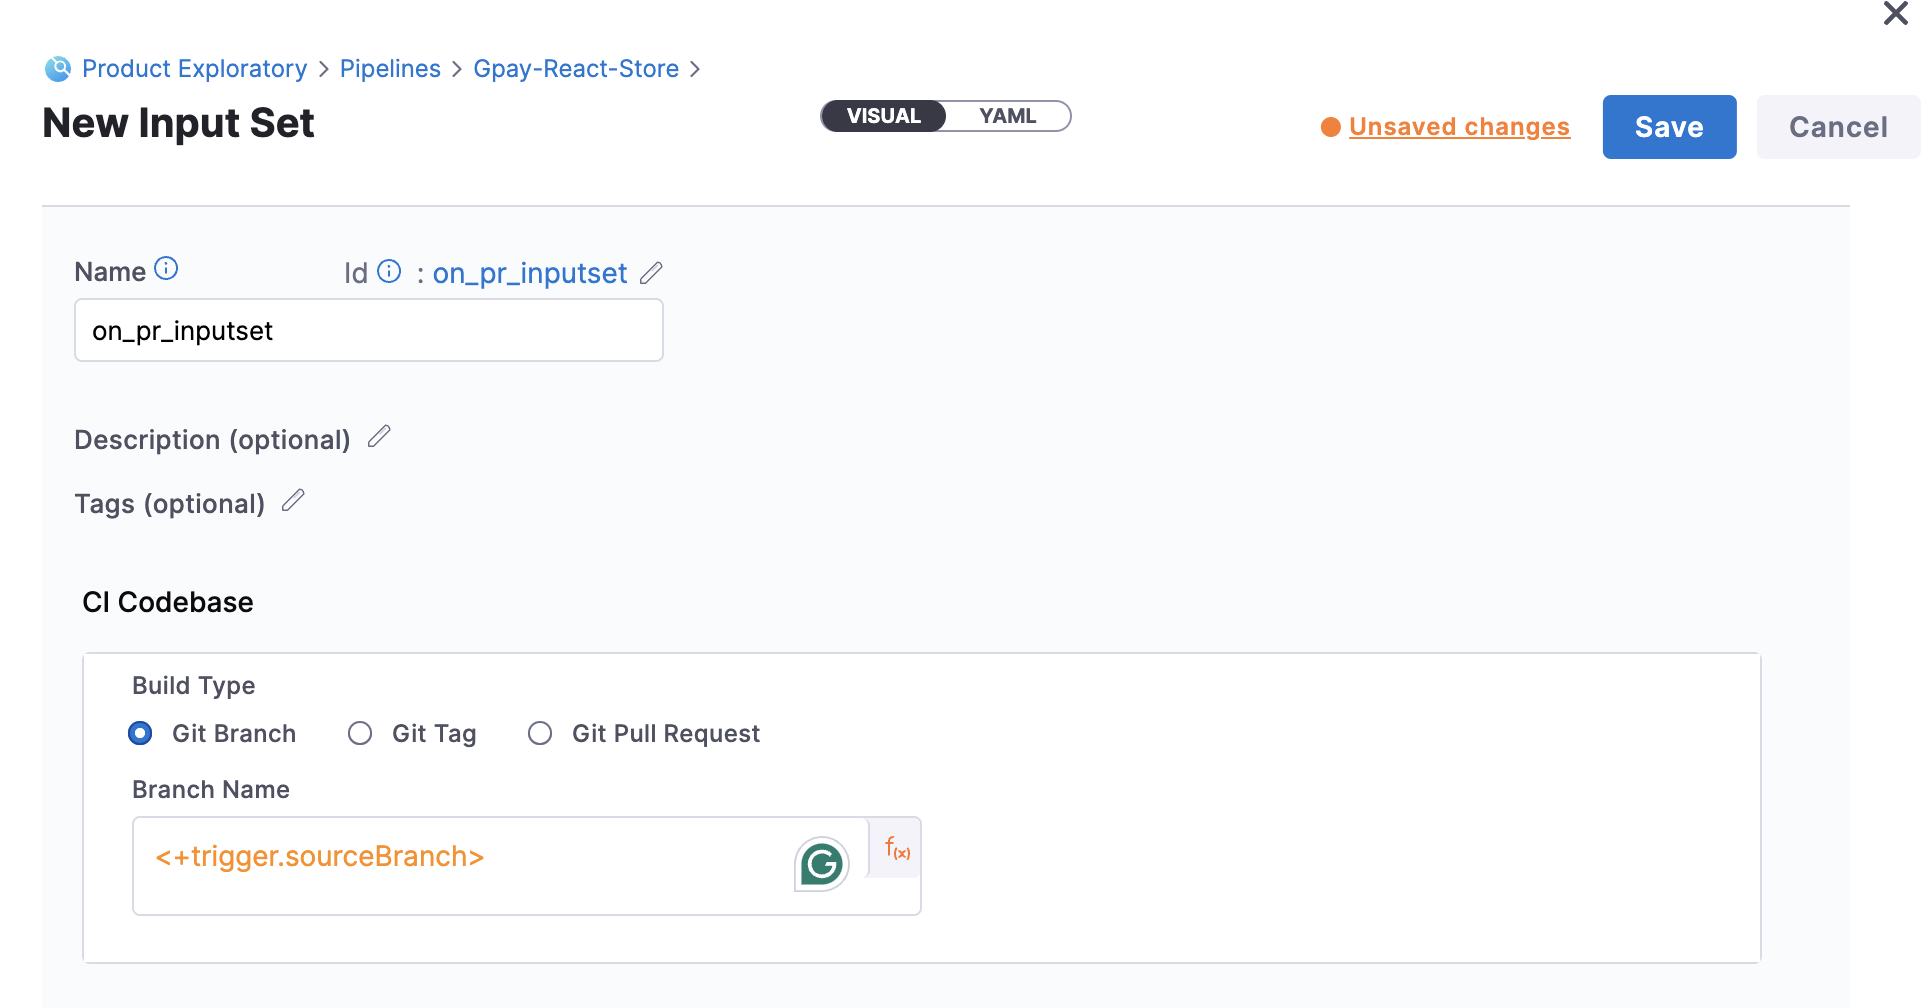 Product Exploratory > Pipelines > Gpay-React-Store >
New Input Set
VISUAL YAML
Unsaved changes
Save
Cancel
Name
Id : on_pr_inputset
on_pr_inputset
Description (optional)
Tags (optional)
CI Codebase
Build Type
Git Branch Git Tag Git Pull Request
Branch Name
<+trigger.sourceBranch>
f(x)